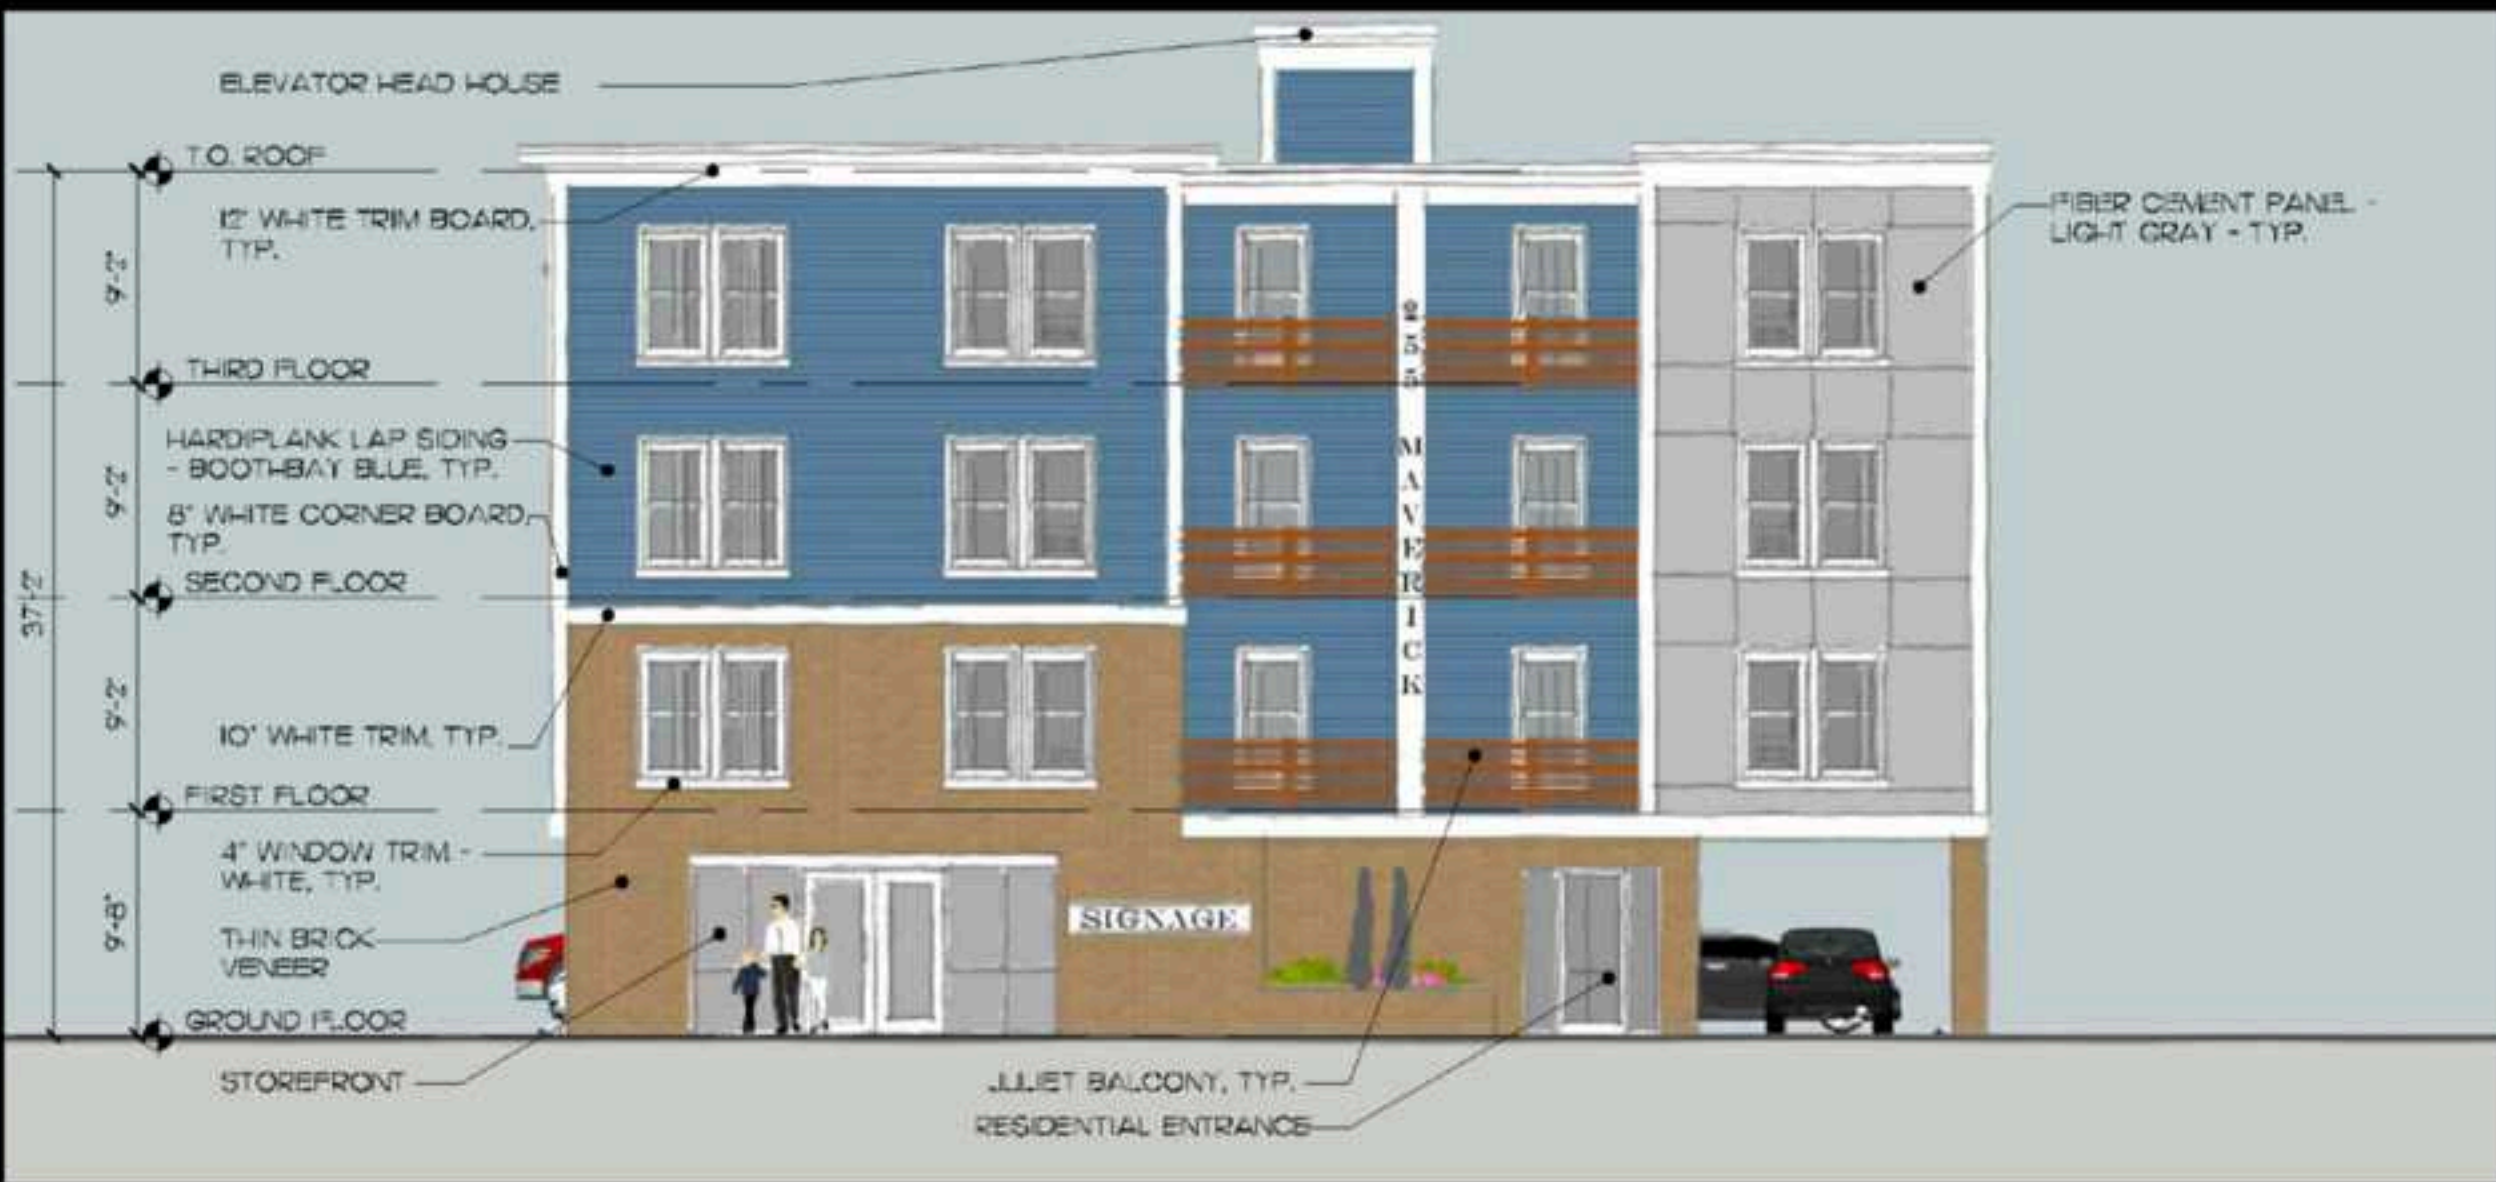 ELEVATOR HEAD HOUSE
T.O. ROOF
12" WHITE TRIM BOARD,
TYP.
FIBER CEMENT PANEL -
LIGHT GRAY - TYP.
9'-2"
THIRD FLOOR
HARDIPLANK LAP SIDING
- BOOTHBAY BLUE, TYP.
9'-2"
8" WHITE CORNER BOARD,
TYP.
SECOND FLOOR
37'-2"
9'-2"
10" WHITE TRIM, TYP.
FIRST FLOOR
4" WINDOW TRIM -
WHITE, TYP.
9'-8"
THIN BRICK
VENEER
GROUND FLOOR
STOREFRONT
255 MAVERICK
SIGNAGE
JULIET BALCONY, TYP.
RESIDENTIAL ENTRANCE